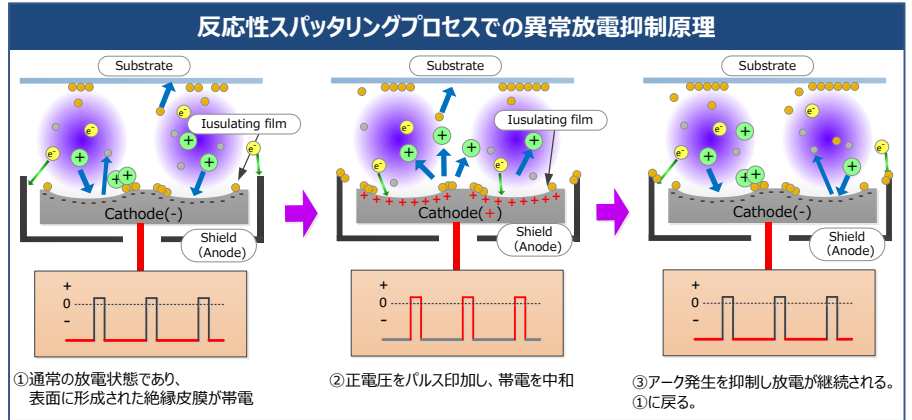 反応性スパッタリングプロセスでの異常放電抑制原理
Substrate
e-
e-
e-
Iusulating film
+
+
+
+
+
Cathode(-)
Shield
(Anode)
+
0
-
①通常の放電状態であり、
表面に形成された絶縁皮膜が帯電
Substrate
e-
e-
Iusulating film
+
+
+
+
Cathode(+)
Shield
(Anode)
+
0
-
②正電圧をパルス印加し、帯電を中和
Substrate
e-
e-
e-
+
+
+
+
Cathode(-)
Shield
(Anode)
+
0
-
③アーク発生を抑制し放電が継続される。
①に戻る。